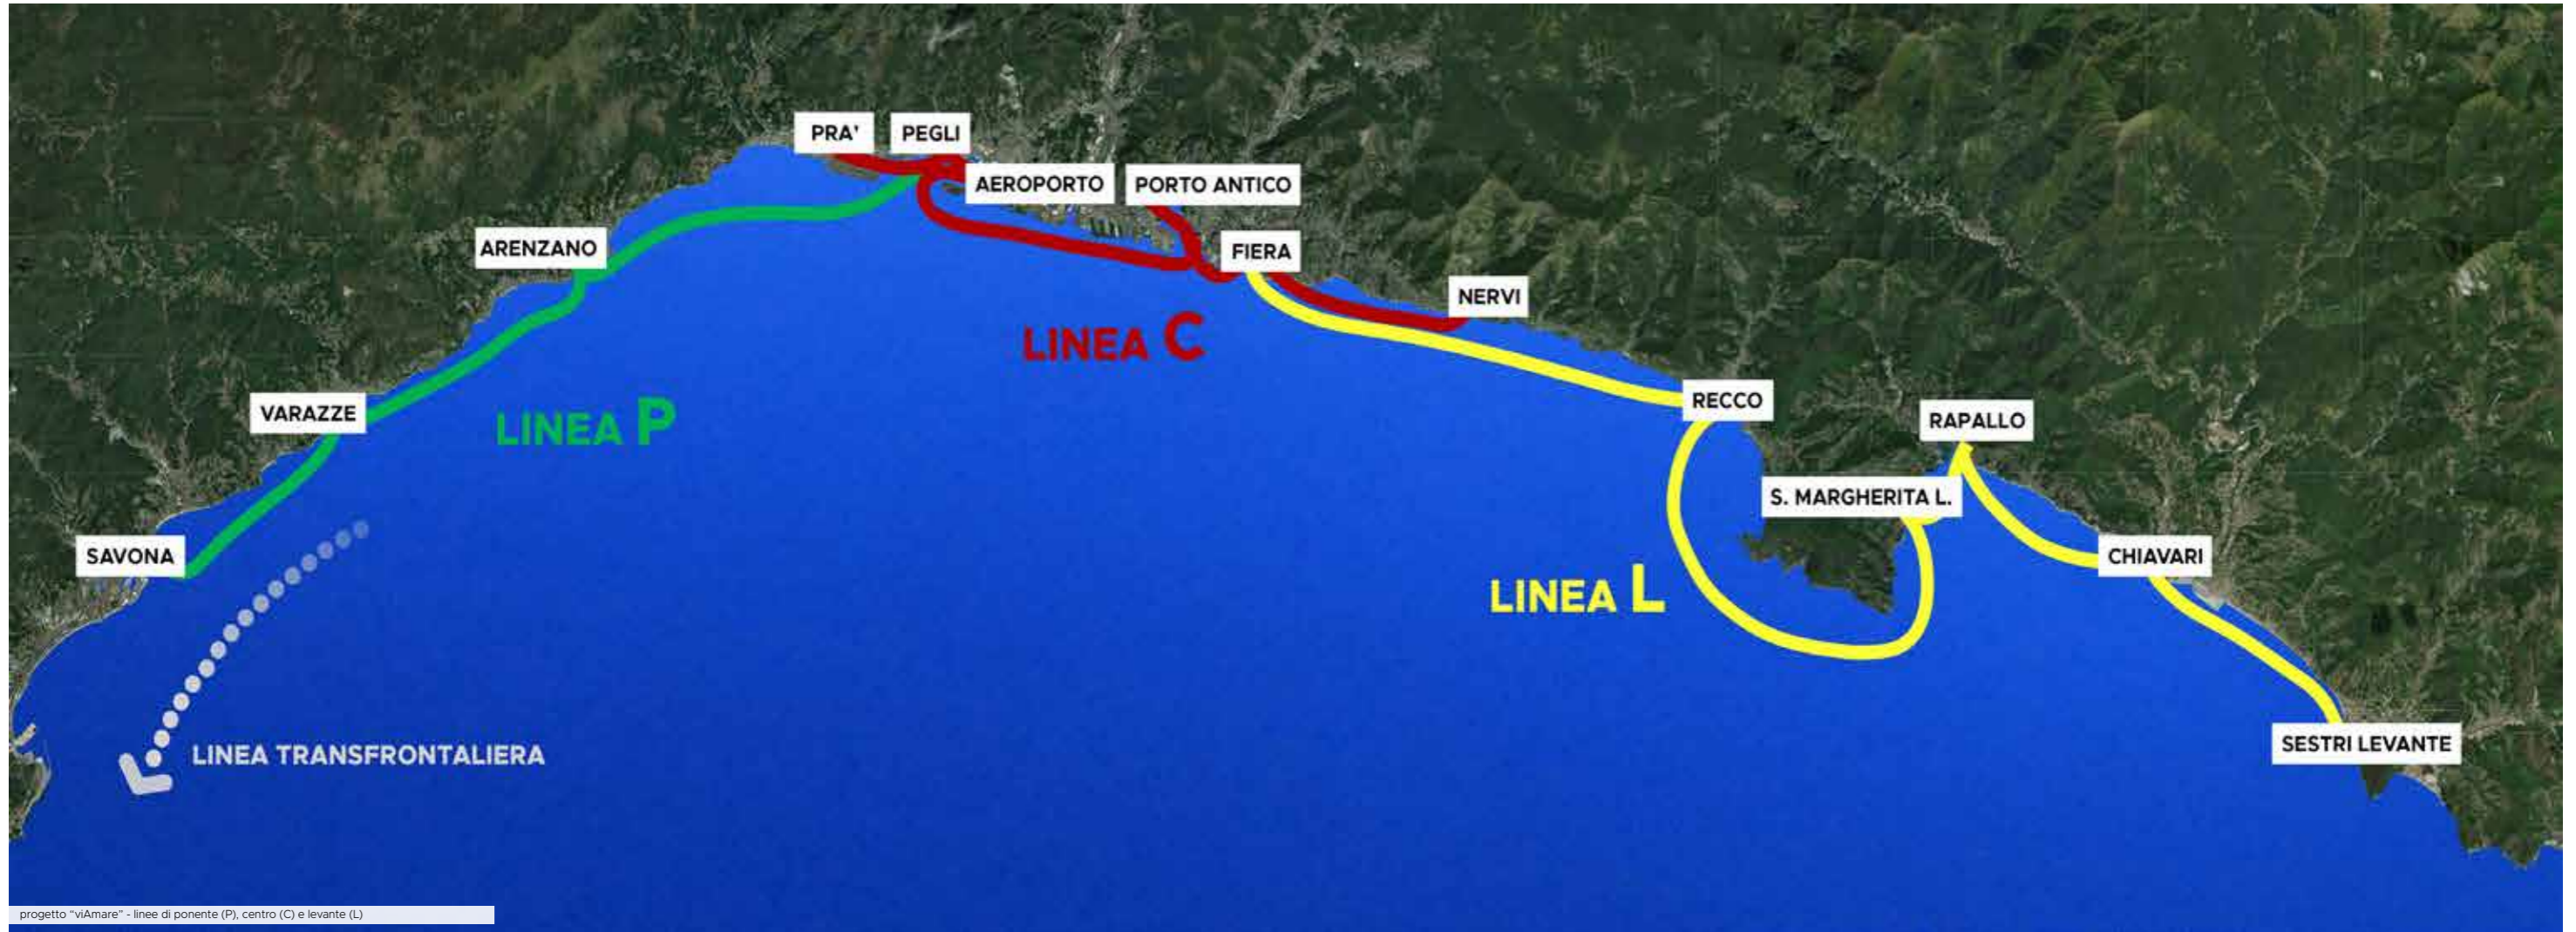 PRA'
PEGLI
AEROPORTO
PORTO ANTICO
ARENZANO
FIERA
NERVI
LINEA C
VARAZZE
LINEA P
RECCO
RAPALLO
S. MARGHERITA L.
SAVONA
CHIAVARI
LINEA L
LINEA TRANSFRONTALIERA
SESTRI LEVANTE
progetto "viAmare" - linee di ponente (P), centro (C) e levante (L)